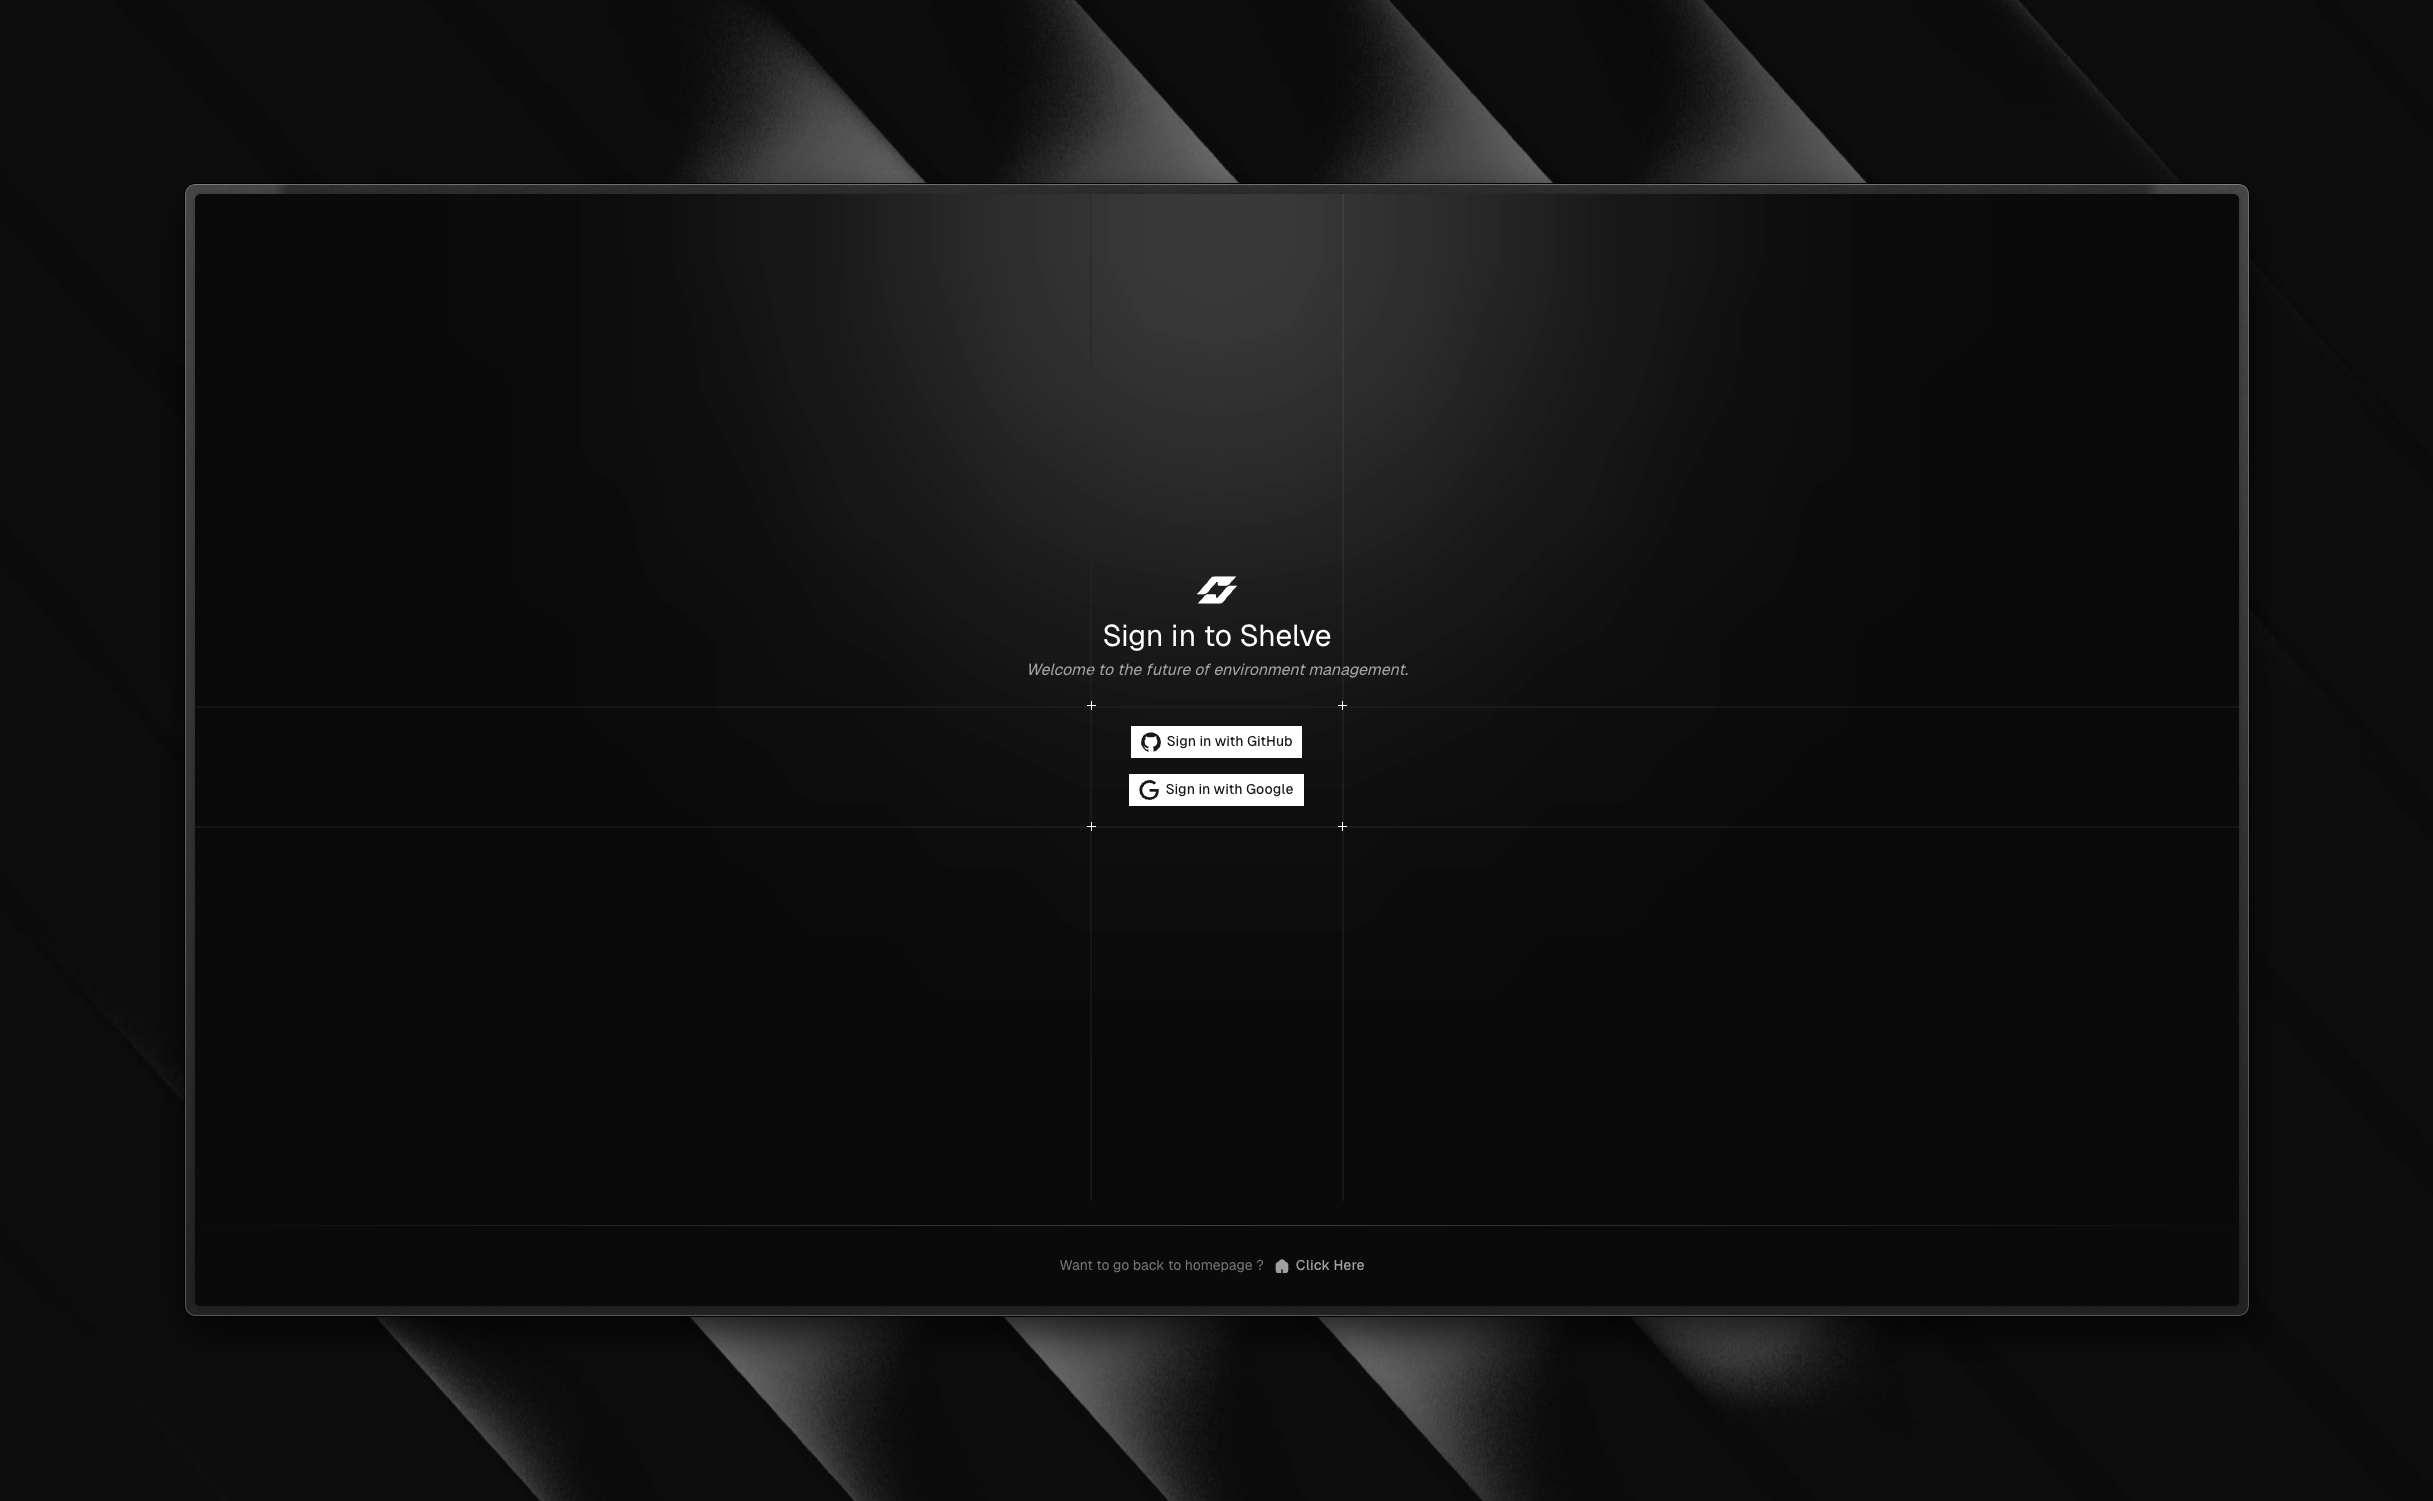 Sign in to Shelve
Welcome to the future of environment management.
Sign in with GitHub
Sign in with Google
Want to go back to homepage ? Click Here